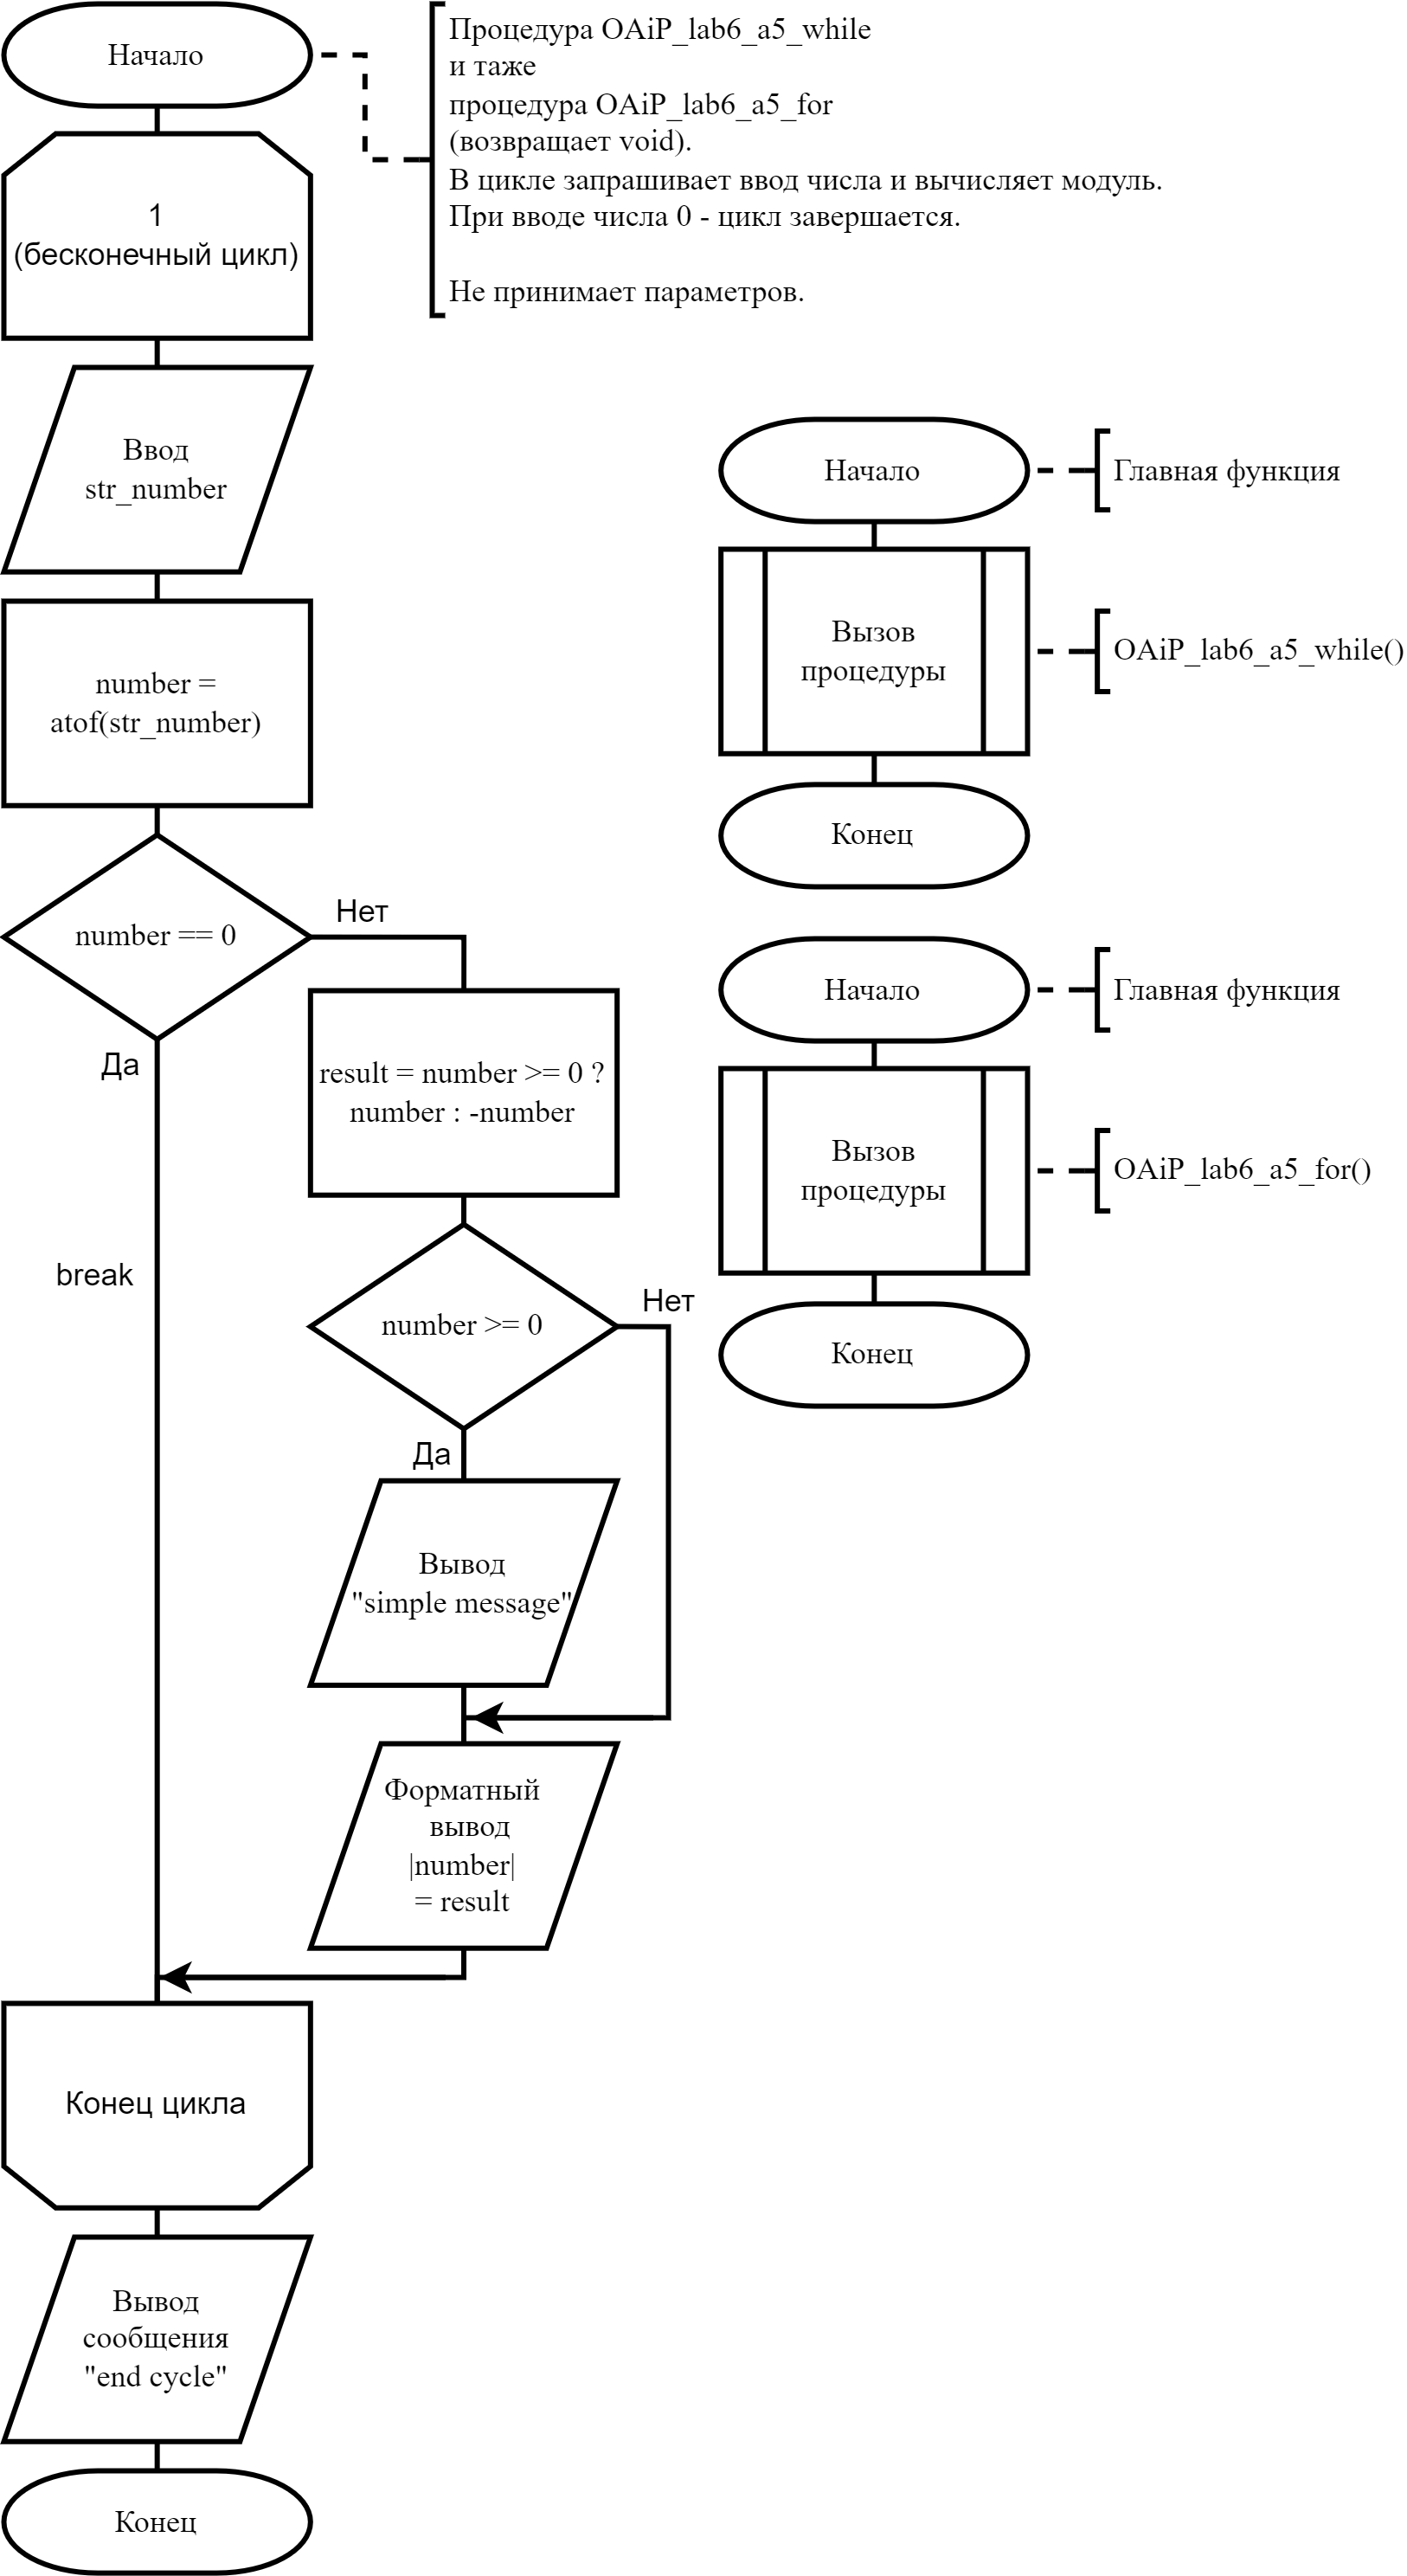 Начало
Процедура OAiP_lab6_a5_while
и таже
процедура OAiP_lab6_a5_for
(возвращает void).
В цикле запрашивает ввод числа и вычисляет модуль.
При вводе числа 0 - цикл завершается.
Не принимает параметров.
1
(бесконечный цикл)
Ввод
str_number
number =
atof(str_number)
number == 0
Нет
Да
break
result = number >= 0 ?
number : -number
number >= 0
Нет
Да
Вывод
"simple message"
Форматный
вывод
|number|
= result
Конец цикла
Вывод
сообщения
"end cycle"
Конец
Начало
Главная функция
Вызов
процедуры
OAiP_lab6_a5_while()
Конец
Начало
Главная функция
Вызов
процедуры
OAiP_lab6_a5_for()
Конец